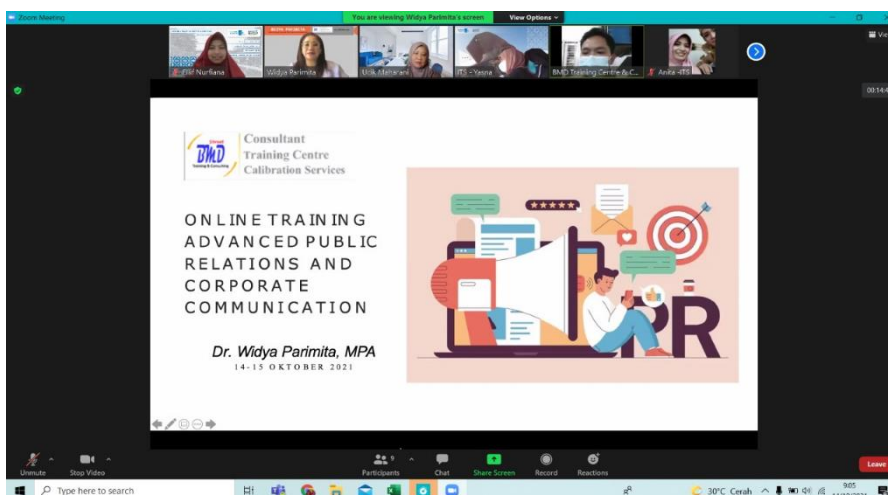 Zoom Meeting
You are viewing Widya Parimita's screen
View Options
Nurliana
Widya Parimita
Maharani
ITS - Yasna
BMD Training Centre & C...
Anita -ITS
BMD
Consultant
Training Centre
Calibration Services
ONLINE TRAINING
ADVANCED PUBLIC
RELATIONS AND
CORPORATE
COMMUNICATION
Dr. Widya Parimita, MPA
14-15 OKTOBER 2021
PR
Unmute
Stop Video
Participants
9
Chat
Share Screen
Record
Reactions
Leave
Type here to search
30°C Cerah
9:05